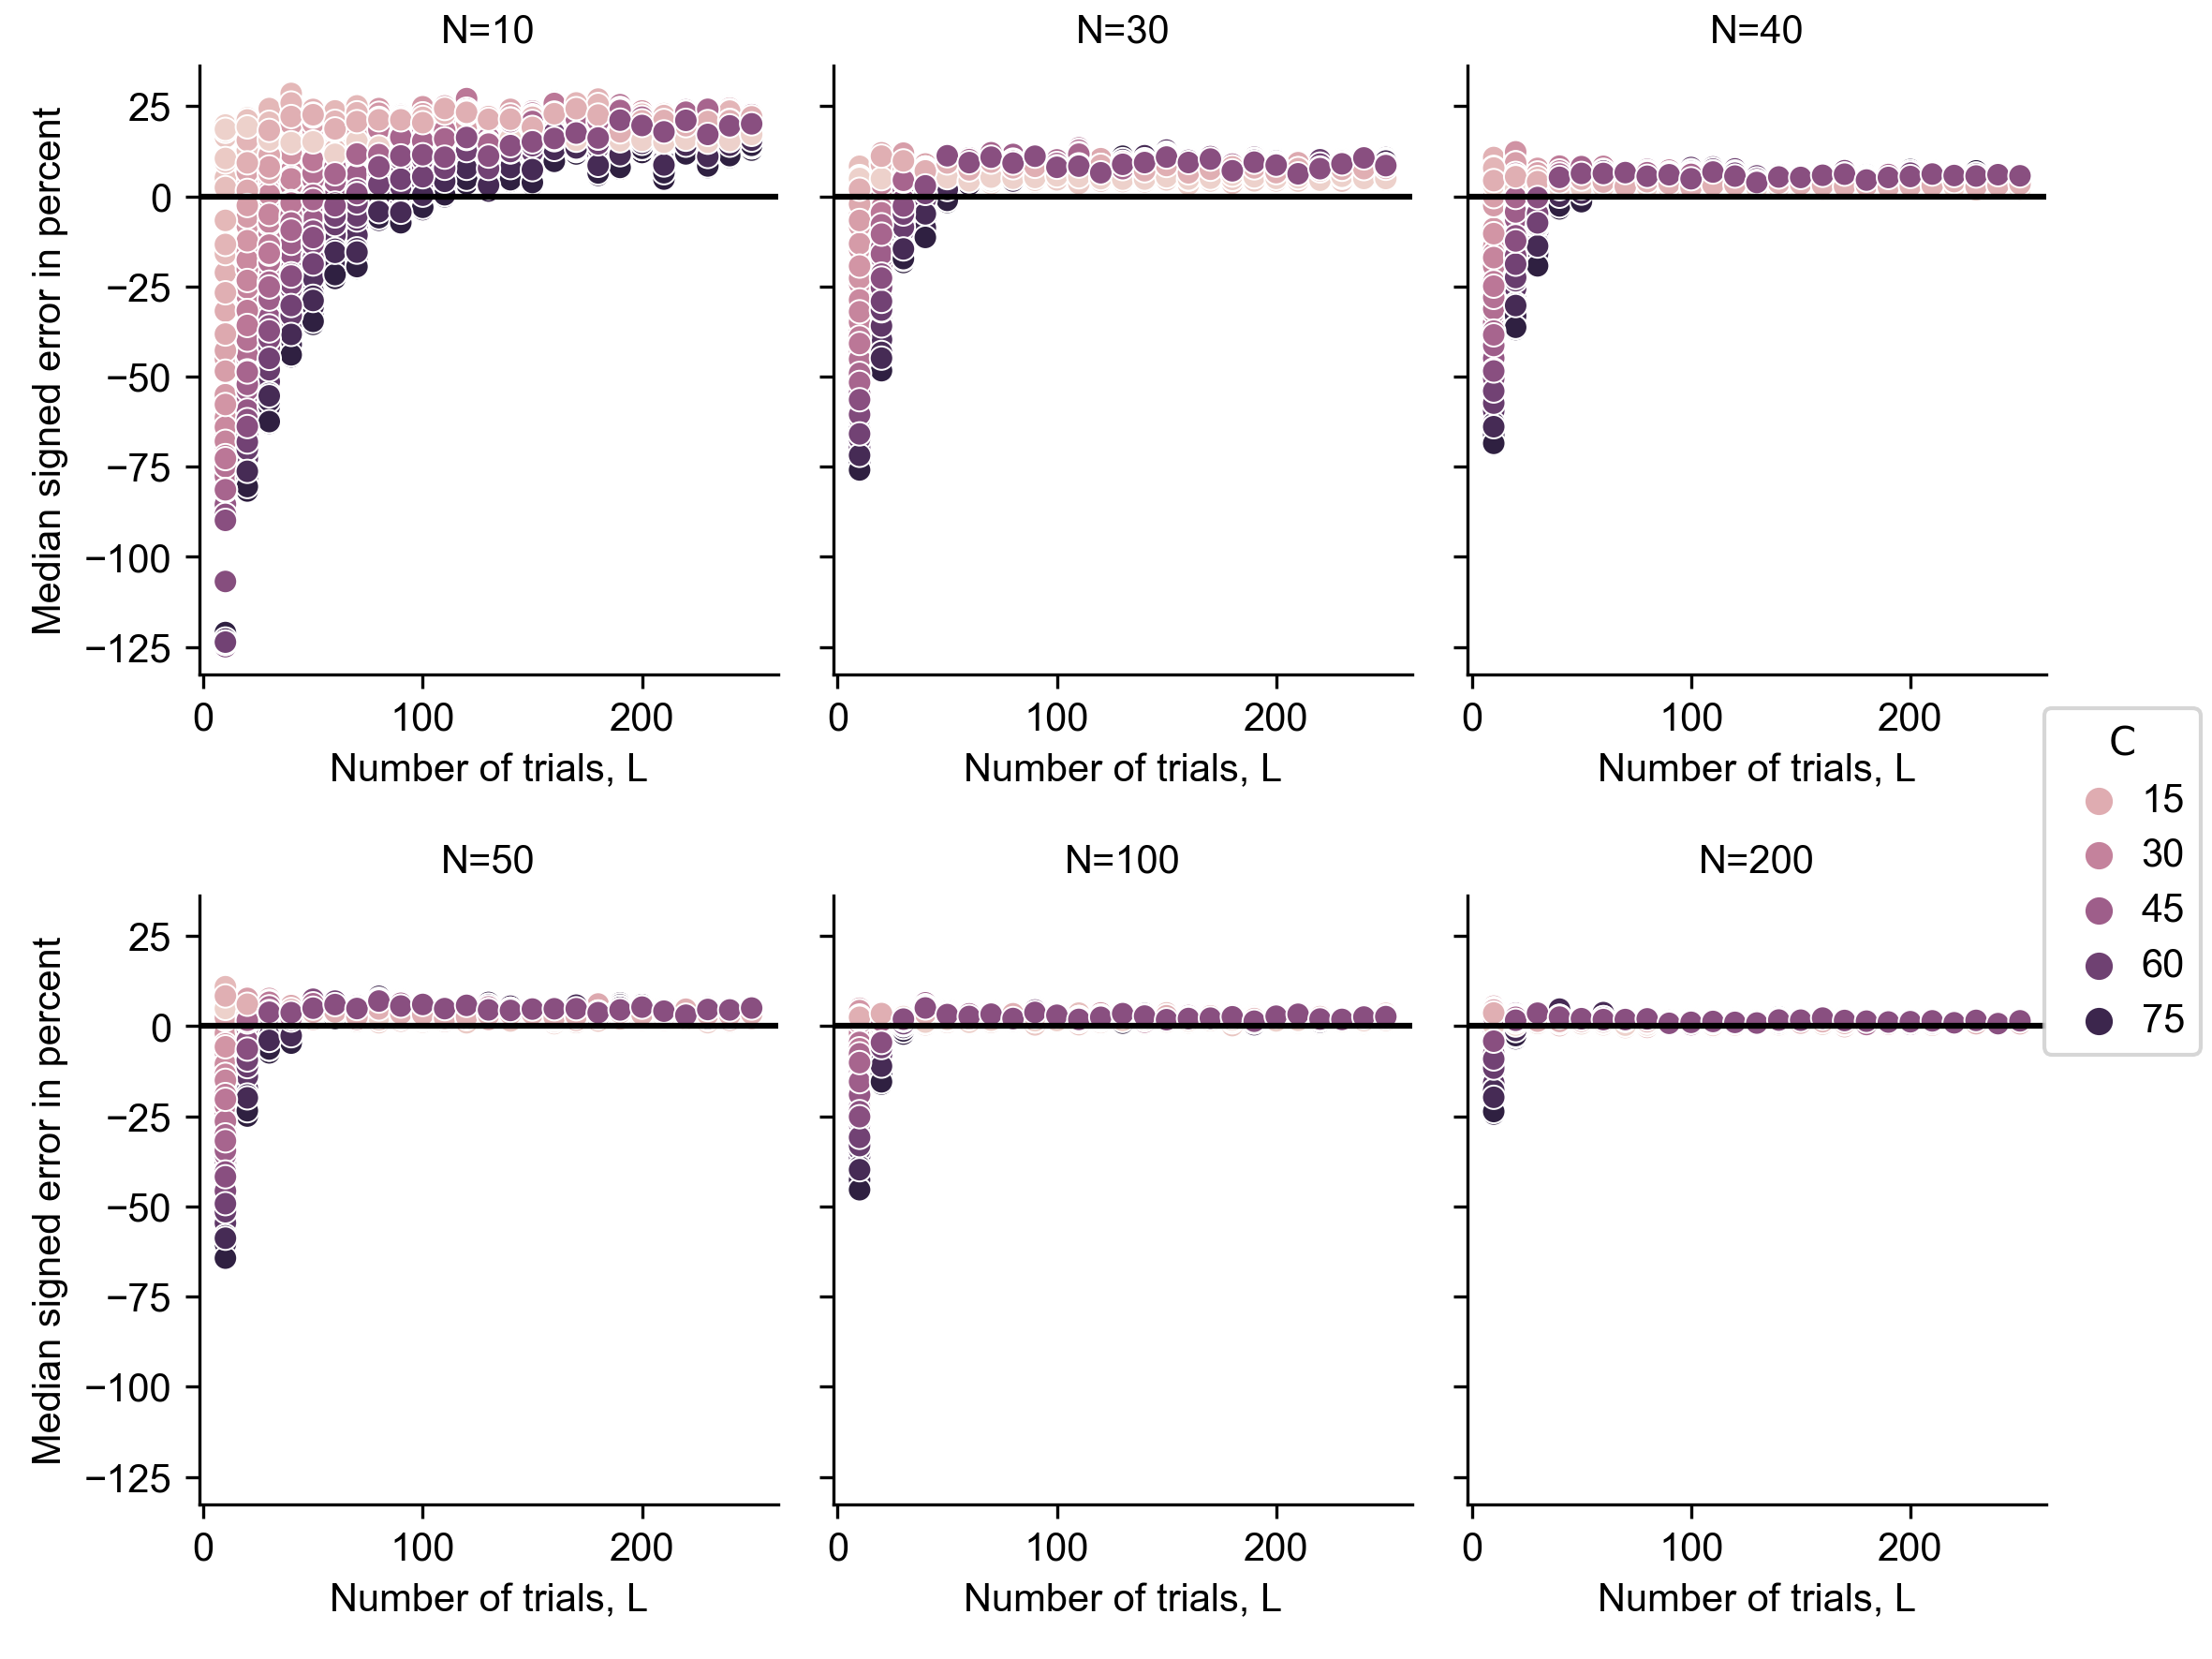 N=10
N=30
N=40
Median signed error in percent
25
0
−25
−50
−75
−100
−125
0 100 200
0 100 200
0 100 200
Number of trials, L
Number of trials, L
Number of trials, L
C
15
30
45
60
75
N=50
N=100
N=200
Median signed error in percent
25
0
−25
−50
−75
−100
−125
0 100 200
0 100 200
0 100 200
Number of trials, L
Number of trials, L
Number of trials, L